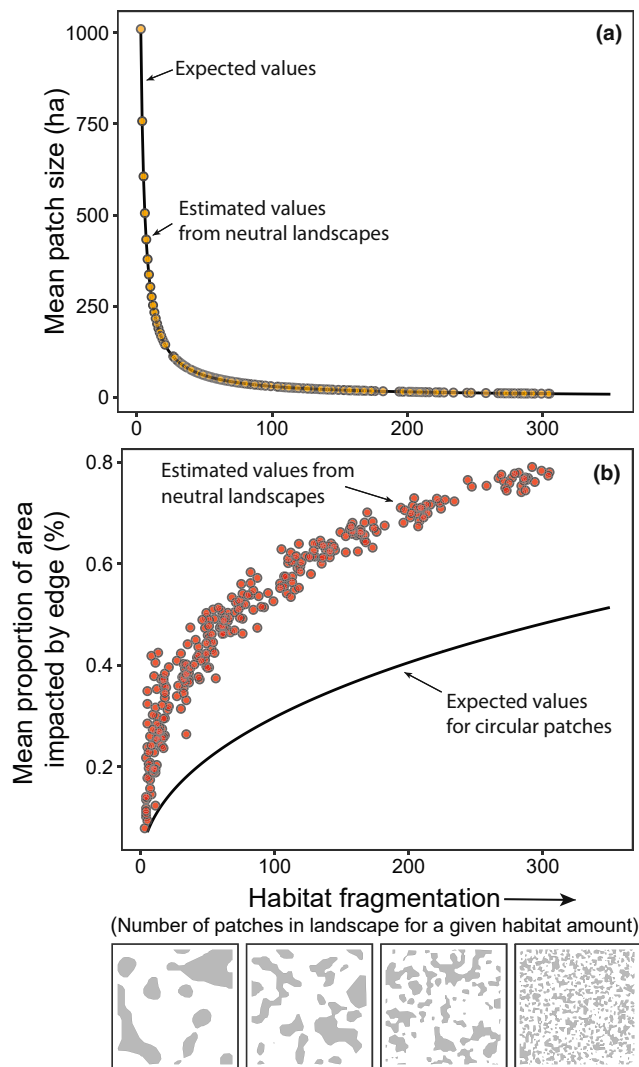 (a)
1000
750
500
250
0
Mean patch size (ha)
Expected values
Estimated values
from neutral landscapes
0
100
200
300
(b)
0.8
0.6
0.4
0.2
Mean proportion of area
impacted by edge (%)
Estimated values from
neutral landscapes
Expected values
for circular patches
0
100
200
300
Habitat fragmentation
(Number of patches in landscape for a given habitat amount)